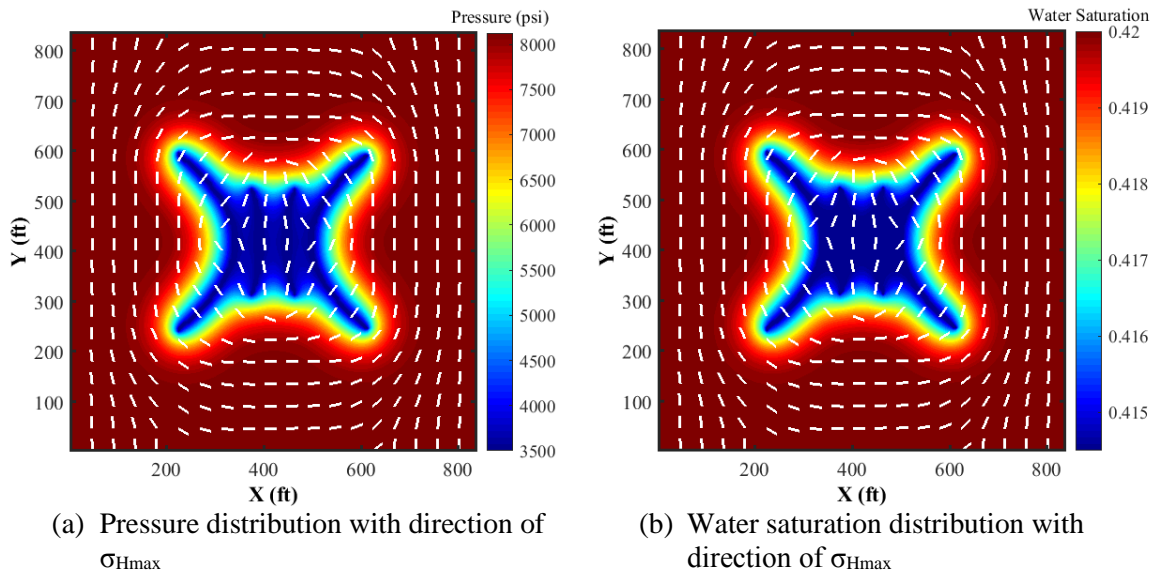 Pressure (psi)
800
700
600
500
400
300
200
100
Y (ft)
200 400 600 800
X (ft)
8000
7500
7000
6500
6000
5500
5000
4500
4000
3500
(a) Pressure distribution with direction of
σHmax
Water Saturation
800
700
600
500
400
300
200
100
Y (ft)
200 400 600 800
X (ft)
0.42
0.419
0.418
0.417
0.416
0.415
(b) Water saturation distribution with
direction of σHmax